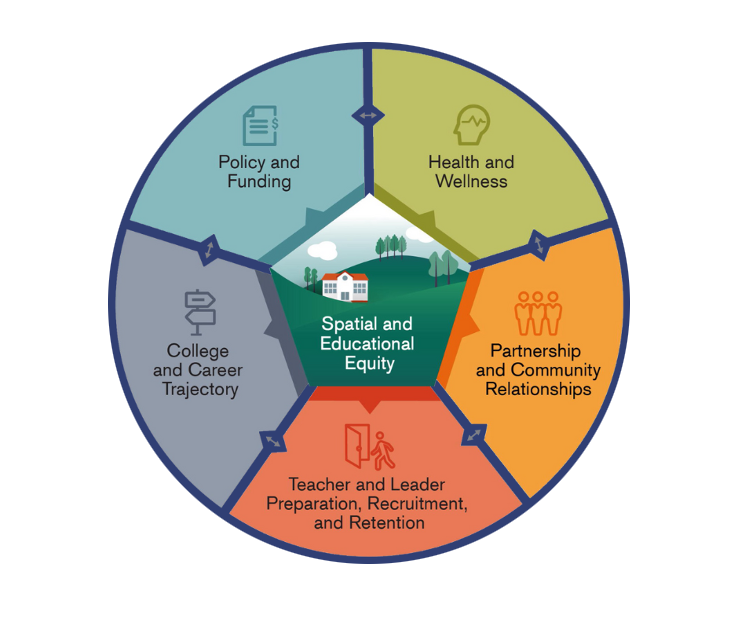 $
Policy and
Funding
Health and
Wellness
Spatial and
Educational
Equity
College
and Career
Trajectory
Partnership
and Community
Relationships
Teacher and Leader
Preparation, Recruitment,
and Retention